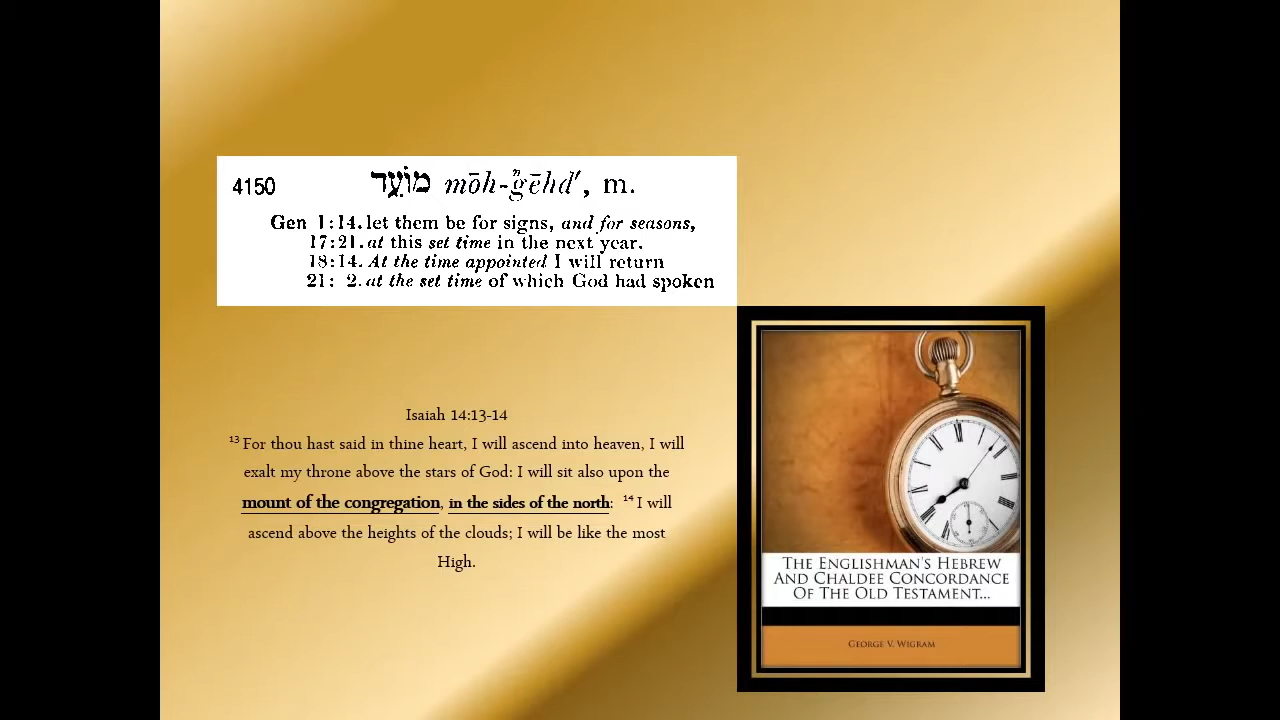 4150 מוֹעֵד mōh-g̃ēhd′, m.
Gen 1:14. let them be for signs, and for seasons,
17:21. at this set time in the next year.
18:14. At the time appointed I will return
21: 2. at the set time of which God had spoken
Isaiah 14:13-14
13 For thou hast said in thine heart, I will ascend into heaven, I will
exalt my throne above the stars of God: I will sit also upon the
mount of the congregation, in the sides of the north: 14 I will
ascend above the heights of the clouds; I will be like the most
High.
The Englishman's Hebrew
And Chaldee Concordance
Of The Old Testament...
George V. Wigram